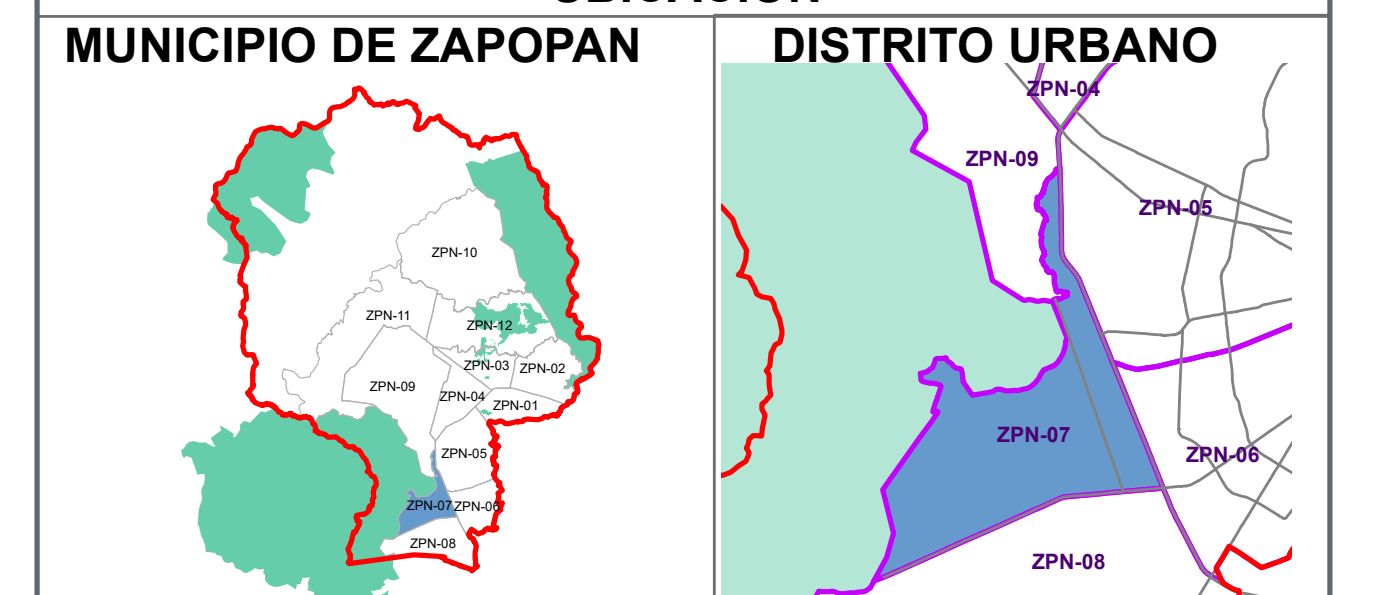 UBICACIÓN
MUNICIPIO DE ZAPOPAN
ZPN-10
ZPN-11
ZPN-12
ZPN-03
ZPN-02
ZPN-09
ZPN-04
ZPN-01
ZPN-05
ZPN-07
ZPN-06
ZPN-08
DISTRITO URBANO
ZPN-04
ZPN-09
ZPN-05
ZPN-07
ZPN-06
ZPN-08